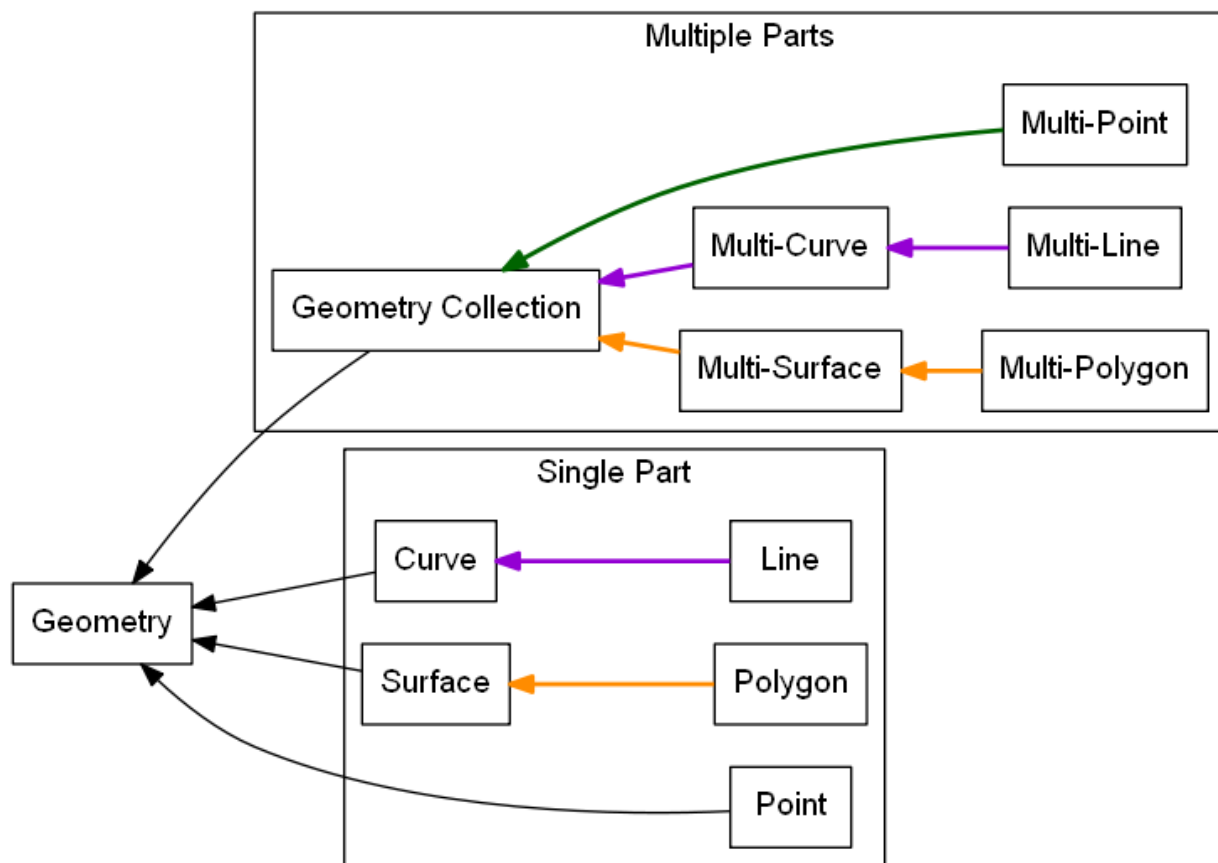 Multiple Parts
Multi-Point
Multi-Curve
Multi-Line
Geometry Collection
Multi-Surface
Multi-Polygon
Single Part
Curve
Line
Geometry
Surface
Polygon
Point